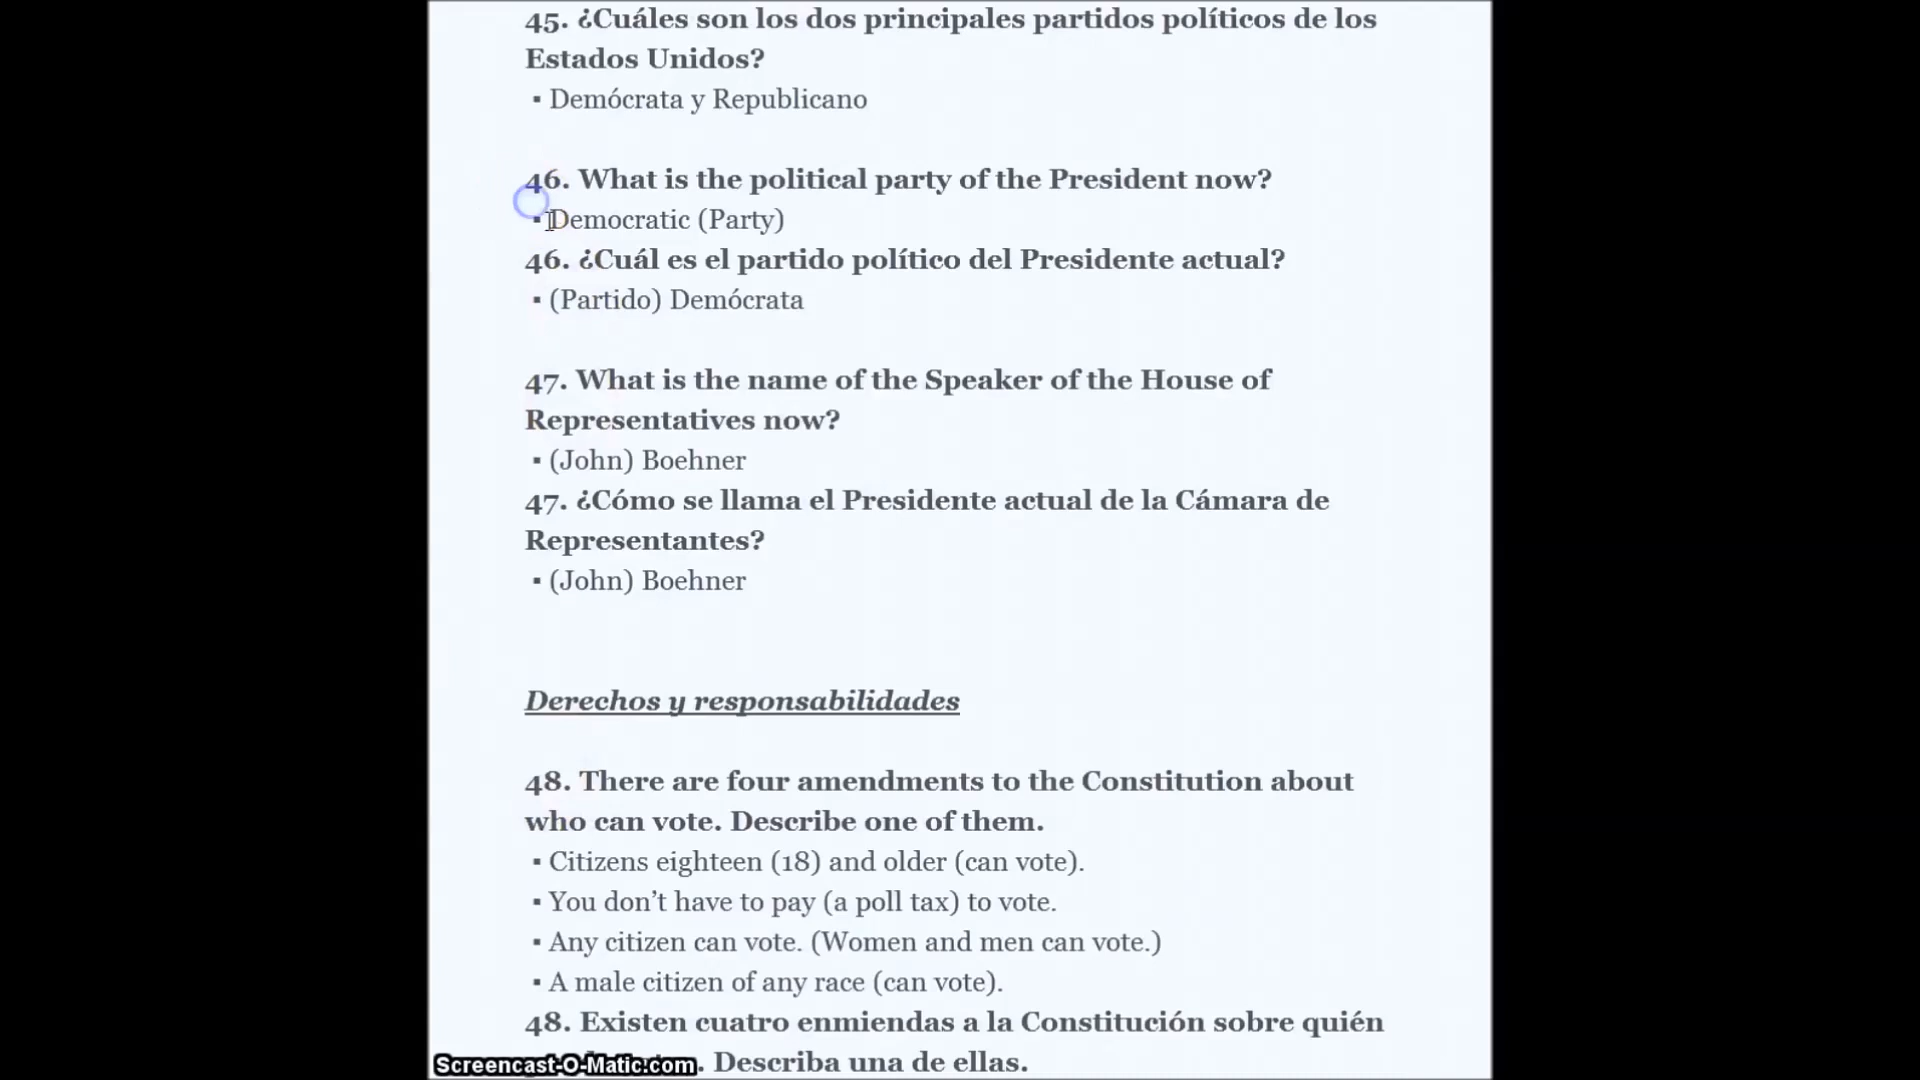 45. ¿Cuáles son los dos principales partidos políticos de los
Estados Unidos?
▪ Demócrata y Republicano
46. What is the political party of the President now?
▪ Democratic (Party)
46. ¿Cuál es el partido político del Presidente actual?
▪ (Partido) Demócrata
47. What is the name of the Speaker of the House of
Representatives now?
▪ (John) Boehner
47. ¿Cómo se llama el Presidente actual de la Cámara de
Representantes?
▪ (John) Boehner
Derechos y responsabilidades
48. There are four amendments to the Constitution about
who can vote. Describe one of them.
▪ Citizens eighteen (18) and older (can vote).
▪ You don’t have to pay (a poll tax) to vote.
▪ Any citizen can vote. (Women and men can vote.)
▪ A male citizen of any race (can vote).
48. Existen cuatro enmiendas a la Constitución sobre quién
. Describa una de ellas.
Screencast-O-Matic.com